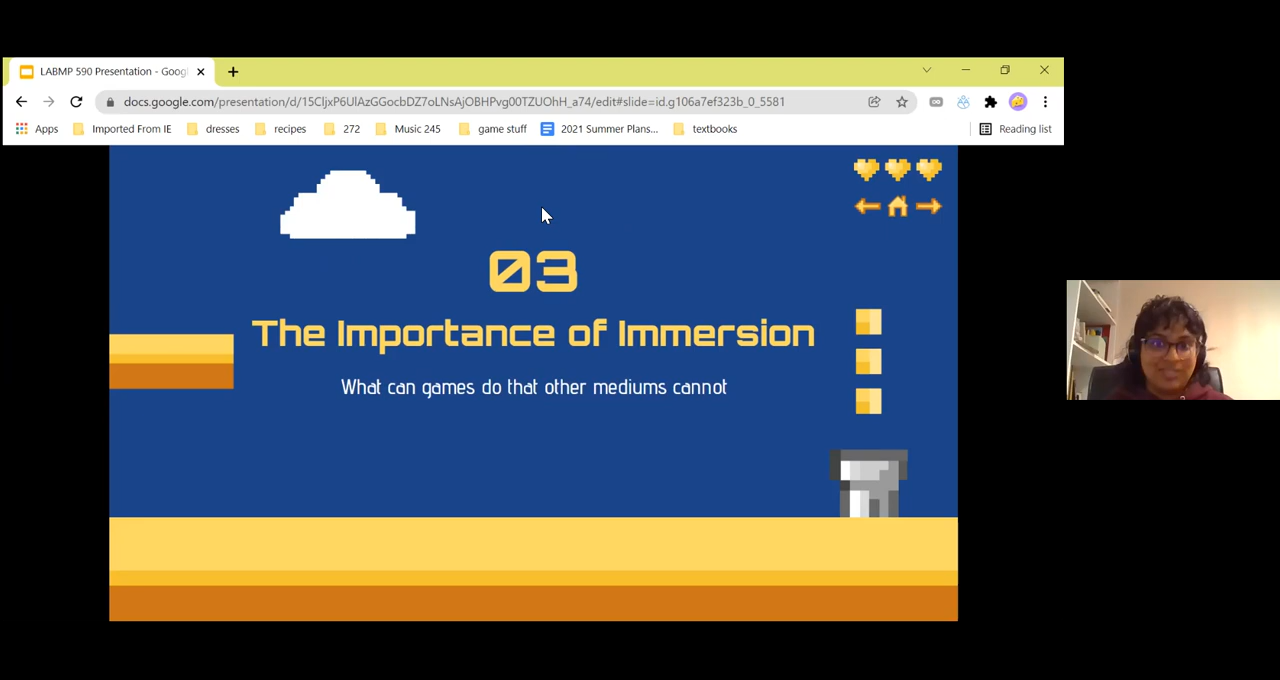 LABMP 590 Presentation - Goog
docs.google.com/presentation/d/15CljxP6UlAzGGocbDZ7oLNsAjOBHPvg00TZUOhH_a74/edit#slide=id.g106a7ef323b_0_5581
Apps Imported From IE dresses recipes 272 Music 245 game stuff 2021 Summer Plans... textbooks Reading list
03
The Importance of Immersion
What can games do that other mediums cannot